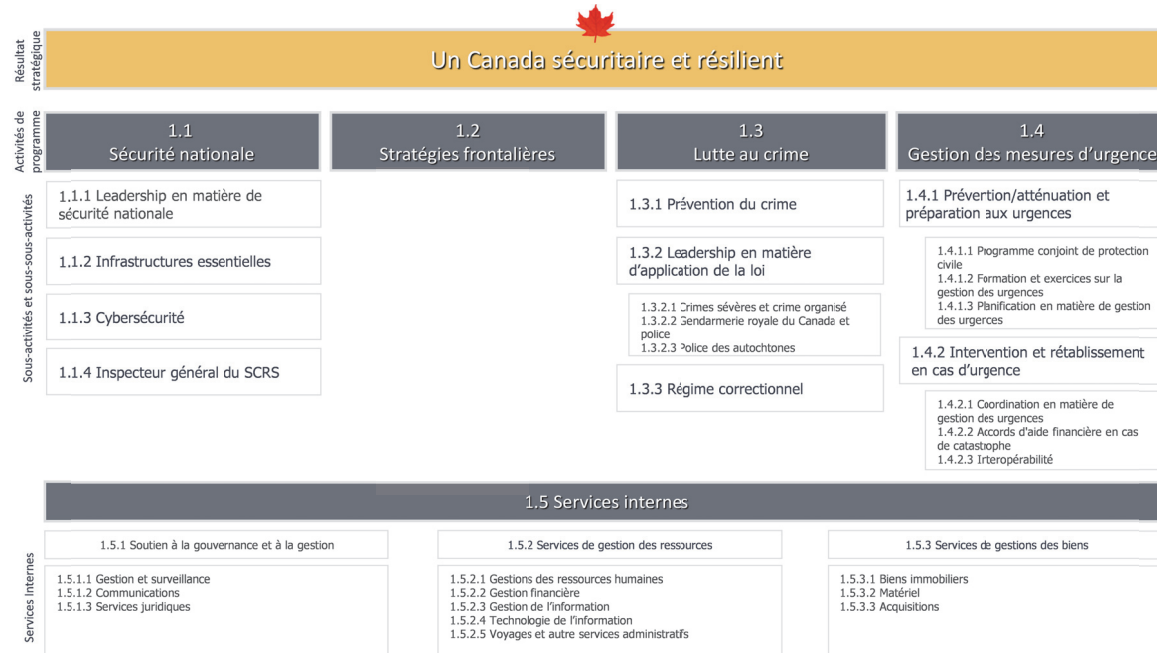 Résultat
stratégique
Un Canada sécuritaire et résilient
Activités de
programme
1.1
Sécurité nationale
1.2
Stratégies frontalières
1.3
Lutte au crime
1.4
Gestion des mesures d'urgence
Sous-activités et sous-sous-activités
1.1.1 Leadership en matière de
sécurité nationale
1.1.2 Infrastructures essentielles
1.1.3 Cybersécurité
1.1.4 Inspecteur général du SCRS
1.3.1 Prévention du crime
1.3.2 Leadership en matière
d'application de la loi
1.3.2.1 Crimes sévères et crime organisé
1.3.2.2 Gendarmerie royale du Canada et
police
1.3.2.3 Police des autochtones
1.3.3 Régime correctionnel
1.4.1 Prévention/atténuation et
préparation aux urgences
1.4.1.1 Programme conjoint de protection
civile
1.4.1.2 Formation et exercices sur la
gestion des urgences
1.4.1.3 Planification en matière de gestion
des urgences
1.4.2 Intervention et rétablissement
en cas d'urgence
1.4.2.1 Coordination en matière de
gestion des urgences
1.4.2.2 Accords d'aide financière en cas
de catastrophe
1.4.2.3 Interopérabilité
1.5 Services internes
Services Internes
1.5.1 Soutien à la gouvernance et à la gestion
1.5.1.1 Gestion et surveillance
1.5.1.2 Communications
1.5.1.3 Services juridiques
1.5.2 Services de gestion des ressources
1.5.2.1 Gestions des ressources humaines
1.5.2.2 Gestion financière
1.5.2.3 Gestion de l'information
1.5.2.4 Technologie de l'information
1.5.2.5 Voyages et autre services administratifs
1.5.3 Services de gestions des biens
1.5.3.1 Biens immobiliers
1.5.3.2 Matériel
1.5.3.3 Acquisitions